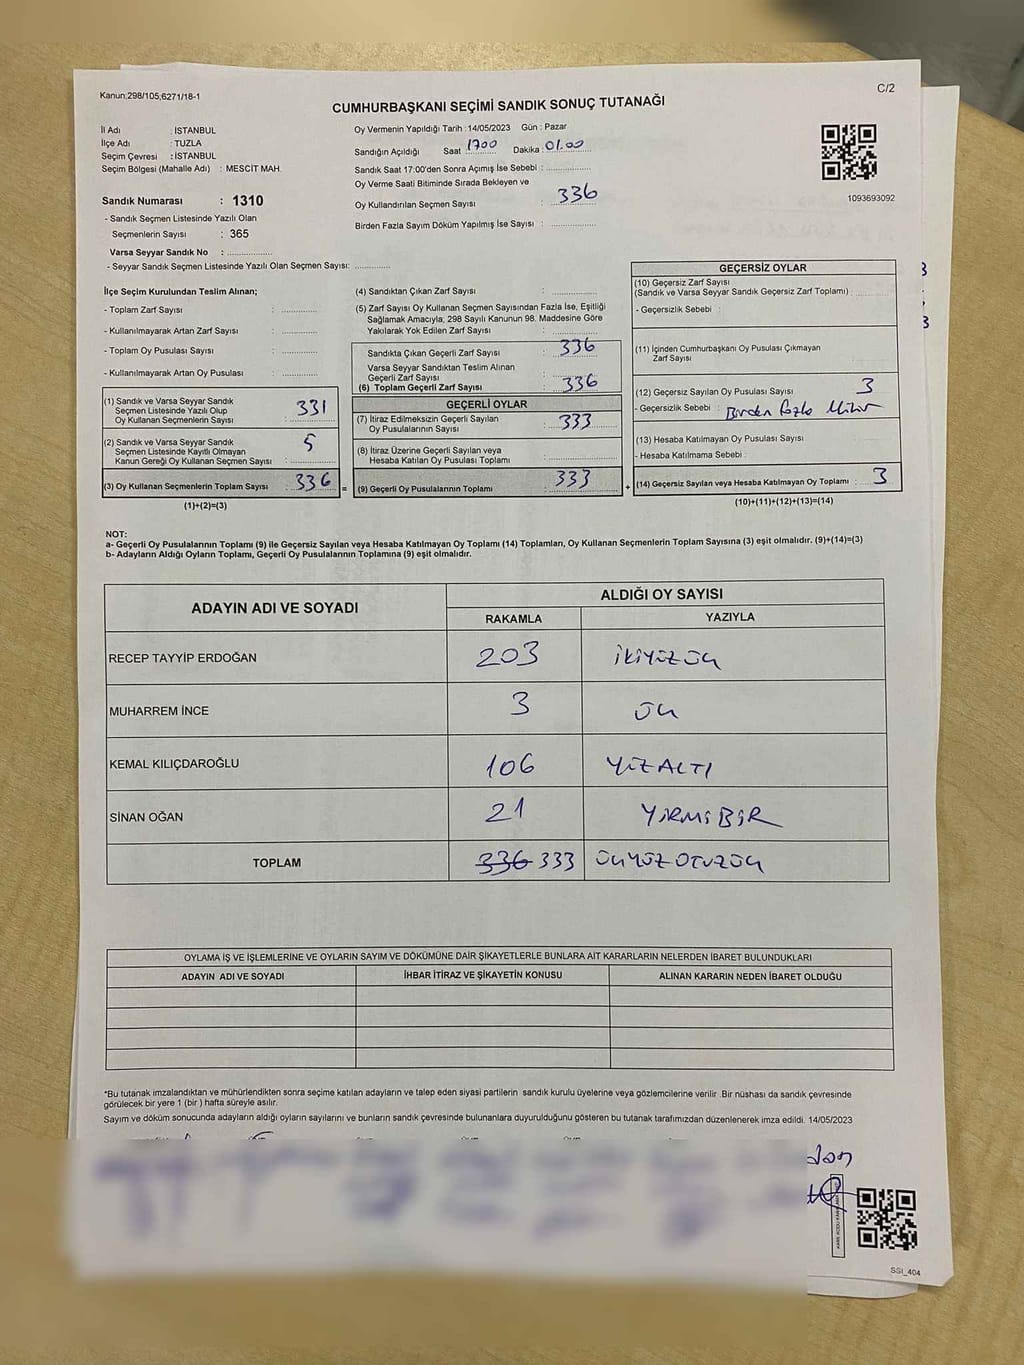 Kanun;298/105,6271/18-1
C/2
CUMHURBAŞKANI SEÇİMİ SANDIK SONUÇ TUTANAĞI
İl Adı : İSTANBUL
İlçe Adı : TUZLA
Seçim Çevresi : İSTANBUL
Seçim Bölgesi (Mahalle Adı) : MESCİT MAH.
Sandık Numarası : 1310
- Sandık Seçmen Listesinde Yazılı Olan
Seçmenlerin Sayısı : 365
Varsa Seyyar Sandık No : ................
- Seyyar Sandık Seçmen Listesinde Yazılı Olan Seçmen Sayısı: ............
Oy Vermenin Yapıldığı Tarih :14/05/2023 Gün : Pazar
Sandığın Açıldığı Saat 1700 Dakika : 01.00
Sandık Saat 17:00'den Sonra Açımış İse Sebebi : ................
Oy Verme Saati Bitiminde Sırada Bekleyen ve
Oy Kullandırılan Seçmen Sayısı : 336
Birden Fazla Sayım Döküm Yapılmış İse Sayısı : ................
1093693092
İlçe Seçim Kurulundan Teslim Alınan;
- Toplam Zarf Sayısı : ............
- Kullanılmayarak Artan Zarf Sayısı : ............
- Toplam Oy Pusulası Sayısı : ............
- Kullanılmayarak Artan Oy Pusulası : ............
(1) Sandık ve Varsa Seyyar Sandık
Seçmen Listesinde Yazılı Olup
Oy Kullanan Seçmenlerin Sayısı : 331
(2) Sandık ve Varsa Seyyar Sandık
Seçmen Listesinde Kayıtlı Olmayan
Kanun Gereği Oy Kullanan Seçmen Sayısı : 5
(3) Oy Kullanan Seçmenlerin Toplam Sayısı : 336
(1)+(2)=(3)
(4) Sandıktan Çıkan Zarf Sayısı : ................
(5) Zarf Sayısı Oy Kullanan Seçmen Sayısından Fazla İse, Eşitliği
Sağlamak Amacıyla, 298 Sayılı Kanunun 98. Maddesine Göre
Yakılarak Yok Edilen Zarf Sayısı : ................
Sandıkta Çıkan Geçerli Zarf Sayısı : 336
Varsa Seyyar Sandıktan Teslim Alınan
Geçerli Zarf Sayısı :
(6) Toplam Geçerli Zarf Sayısı : 336
=
GEÇERLİ OYLAR
(7) İtiraz Edilmeksizin Geçerli Sayılan
Oy Pusulalarının Sayısı : 333
(8) İtiraz Üzerine Geçerli Sayılan veya
Hesaba Katılan Oy Pusulası Toplamı : ................
(9) Geçerli Oy Pusulalarının Toplamı : 333
+
GEÇERSİZ OYLAR
(10) Geçersiz Zarf Sayısı
(Sandık ve Varsa Seyyar Sandık Geçersiz Zarf Toplamı) :
- Geçersizlik Sebebi :
(11) İçinden Cumhurbaşkanı Oy Pusulası Çıkmayan
Zarf Sayısı
(12) Geçersiz Sayılan Oy Pusulası Sayısı : 3
- Geçersizlik Sebebi : Birden fazla Mühür
(13) Hesaba Katılmayan Oy Pusulası Sayısı
- Hesaba Katılmama Sebebi :
(14) Geçersiz Sayılan veya Hesaba Katılmayan Oy Toplamı : 3
(10)+(11)+(12)+(13)=(14)
NOT:
a- Geçerli Oy Pusulalarının Toplamı (9) ile Geçersiz Sayılan veya Hesaba Katılmayan Oy Toplamı (14) Toplamları, Oy Kullanan Seçmenlerin Toplam Sayısına (3) eşit olmalıdır. (9)+(14)=(3)
b- Adayların Aldığı Oyların Toplamı, Geçerli Oy Pusulalarının Toplamına (9) eşit olmalıdır.
ADAYIN ADI VE SOYADI ALDIĞI OY SAYISI
RAKAMLA YAZIYLA
RECEP TAYYİP ERDOĞAN 203 İKİYÜZÜÇ
MUHARREM İNCE 3 ÜÇ
KEMAL KILIÇDAROĞLU 106 YÜZALTI
SİNAN OĞAN 21 YİRMİBİR
TOPLAM 336 333 ÜÇYÜZOTUZÜÇ
OYLAMA İŞ VE İŞLEMLERİNE VE OYLARIN SAYIM VE DÖKÜMÜNE DAİR ŞİKAYETLERLE BUNLARA AİT KARARLARIN NELERDEN İBARET BULUNDUKLARI
ADAYIN ADI VE SOYADI İHBAR İTİRAZ VE ŞİKAYETİN KONUSU ALINAN KARARIN NEDEN İBARET OLDUĞU
*Bu tutanak imzalandıktan ve mühürlendikten sonra seçime katılan adayların ve talep eden siyasi partilerin sandık kurulu üyelerine veya gözlemcilerine verilir .Bir nüshası da sandık çevresinde
görülecek bir yere 1 (bir ) hafta süreyle asılır.
Sayım ve döküm sonucunda adayların aldığı oyların sayılarını ve bunların sandık çevresinde bulunanlara duyurulduğunu gösteren bu tutanak tarafımızdan düzenlenerek imza edildi. 14/05/2023
SSI_404